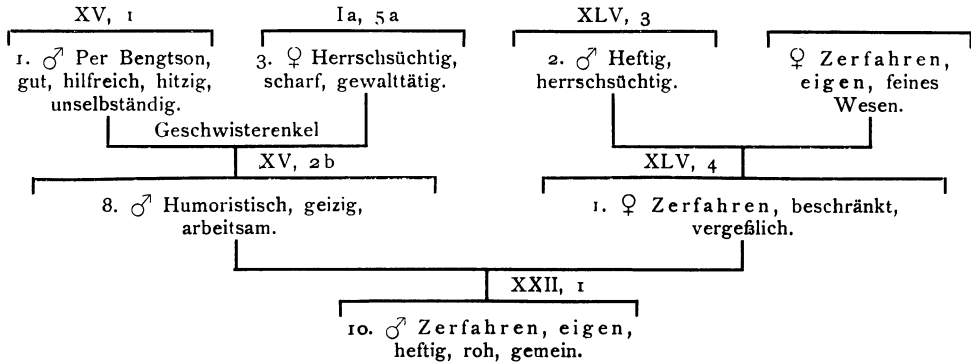 XV, 1
Ia, 5a
XLV, 3
1. ♂ Per Bengtson,
gut, hilfreich, hitzig,
unselbständig.
3. ♀ Herrschsüchtig,
scharf, gewalttätig.
2. ♂ Heftig,
herrschsüchtig.
♀ Zerfahren,
eigen, feines
Wesen.
Geschwisterenkel
XV, 2b
XLV, 4
8. ♂ Humoristisch, geizig,
arbeitsam.
1. ♀ Zerfahren, beschränkt,
vergeßlich.
XXII, 1
10. ♂ Zerfahren, eigen,
heftig, roh, gemein.